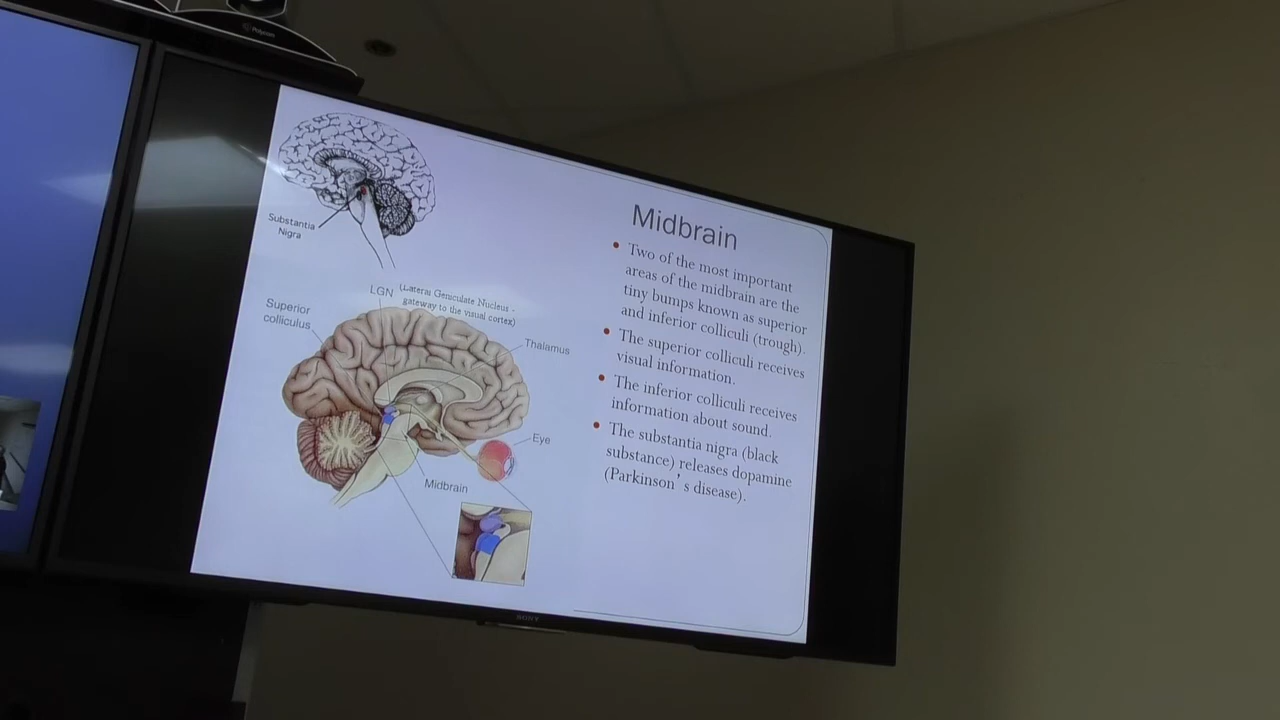 Polycom
Substantia
Nigra
LGN
(Lateral Geniculate Nucleus -
gateway to the visual cortex)
Superior
colliculus
Thalamus
Eye
Midbrain
Midbrain
• Two of the most important
areas of the midbrain are the
tiny bumps known as superior
and inferior colliculi (trough).
• The superior colliculi receives
visual information.
• The inferior colliculi receives
information about sound.
• The substantia nigra (black
substance) releases dopamine
(Parkinson's disease).
SONY